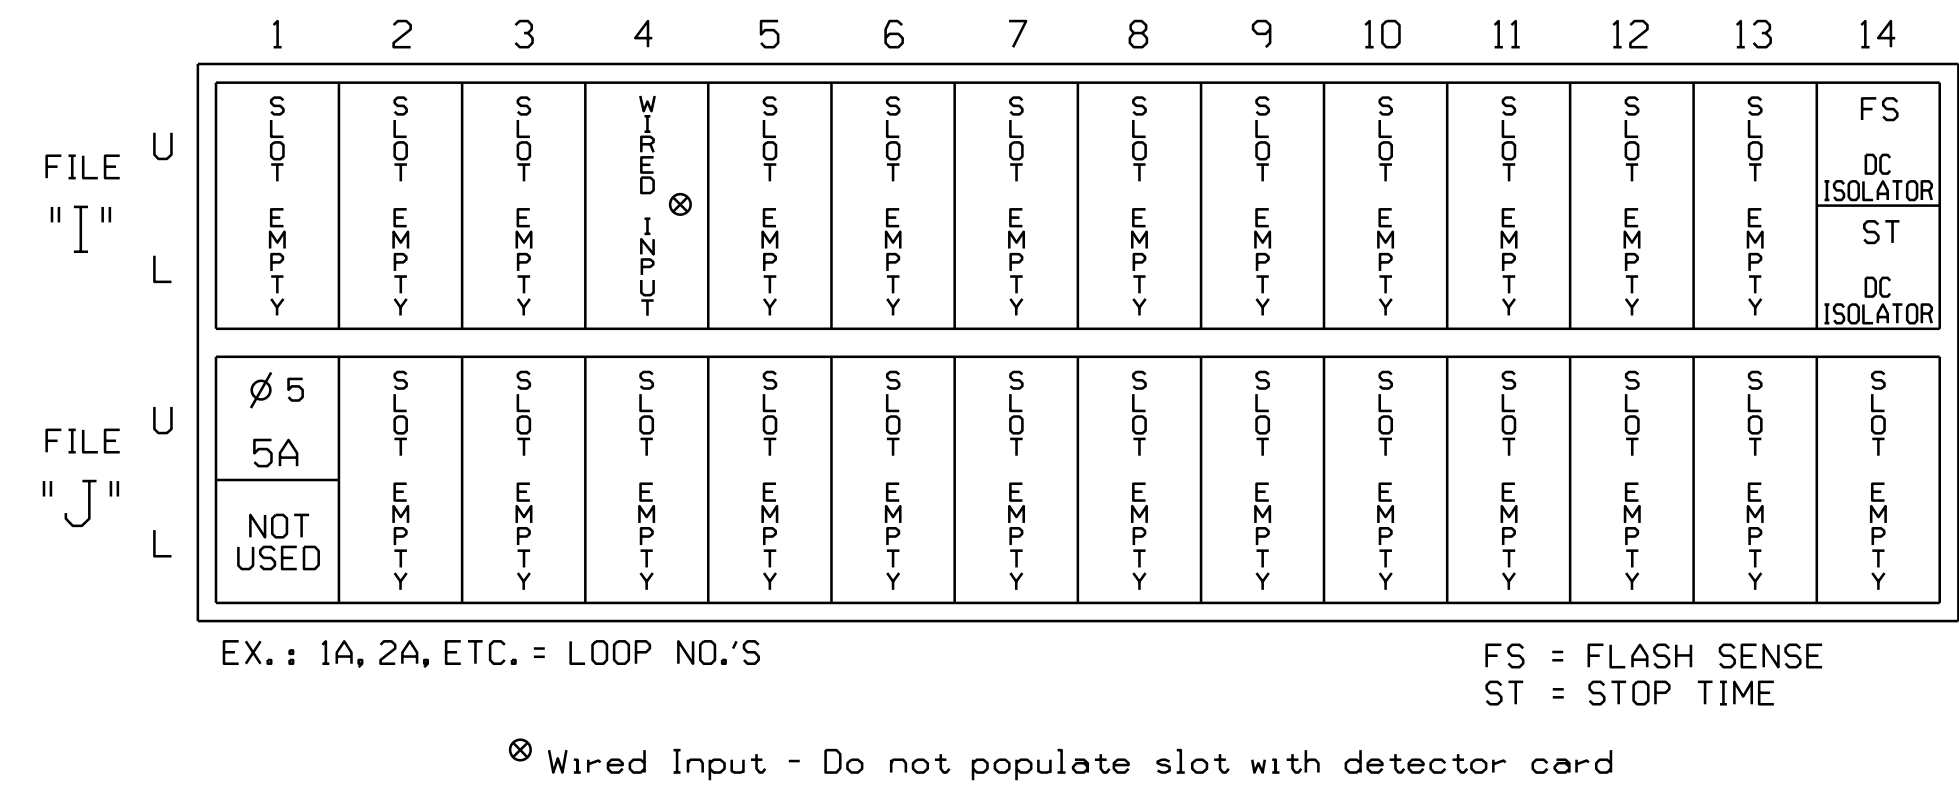 1 2 3 4 5 6 7 8 9 10 11 12 13 14
FILE "I"
U
L
SLOT EMPTY
SLOT EMPTY
SLOT EMPTY
WIRED INPUT ⊗
SLOT EMPTY
SLOT EMPTY
SLOT EMPTY
SLOT EMPTY
SLOT EMPTY
SLOT EMPTY
SLOT EMPTY
SLOT EMPTY
SLOT EMPTY
FS
DC
ISOLATOR
ST
DC
ISOLATOR
FILE "J"
U
L
Ø 5
5A
NOT
USED
SLOT EMPTY
SLOT EMPTY
SLOT EMPTY
SLOT EMPTY
SLOT EMPTY
SLOT EMPTY
SLOT EMPTY
SLOT EMPTY
SLOT EMPTY
SLOT EMPTY
SLOT EMPTY
SLOT EMPTY
SLOT EMPTY
EX.: 1A, 2A, ETC. = LOOP NO.'S
FS = FLASH SENSE
ST = STOP TIME
⊗ Wired Input - Do not populate slot with detector card